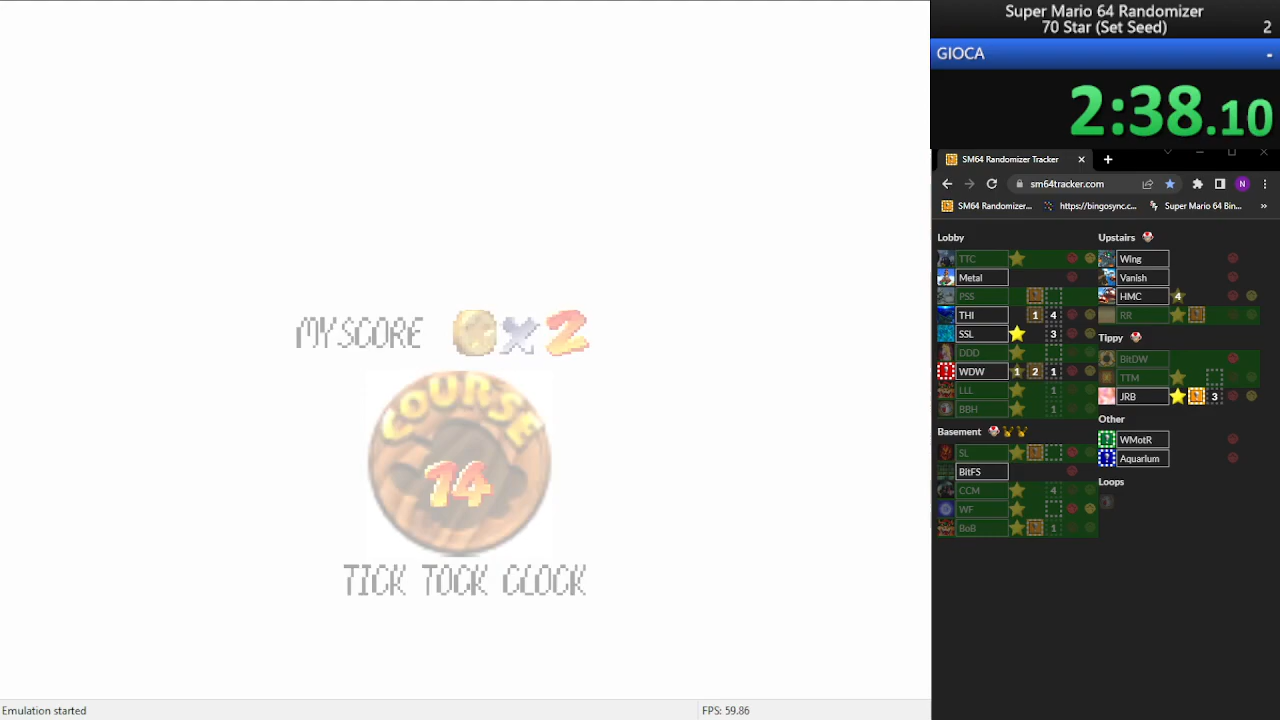 MY SCORE x2
COURSE
14
TICK TOCK CLOCK
Emulation started
FPS: 59.86
Super Mario 64 Randomizer
70 Star (Set Seed)
2
GIOCA
-
2:38.10
SM64 Randomizer Tracker
sm64tracker.com
N
SM64 Randomizer...
https://bingosync.c...
Super Mario 64 Bin...
»
Lobby
TTC
Metal
PSS
THI 1 4
SSL 3
DDD
WDW 1 2 1
LLL 1
BBH 1
Basement
SL
BitFS
CCM 4
WF
BoB 1
Upstairs
Wing
Vanish
HMC 4
RR
Tippy
BitDW
TTM
JRB 3
Other
? WMotR
? Aquarium
Loops